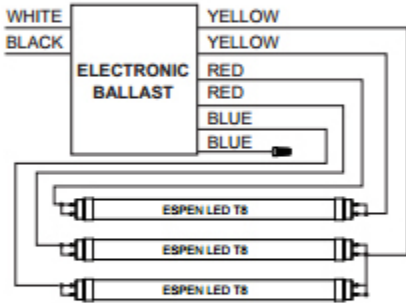 WHITE
BLACK
ELECTRONIC
BALLAST
YELLOW
YELLOW
RED
RED
BLUE
BLUE
ESPEN LED T8
ESPEN LED T8
ESPEN LED T8